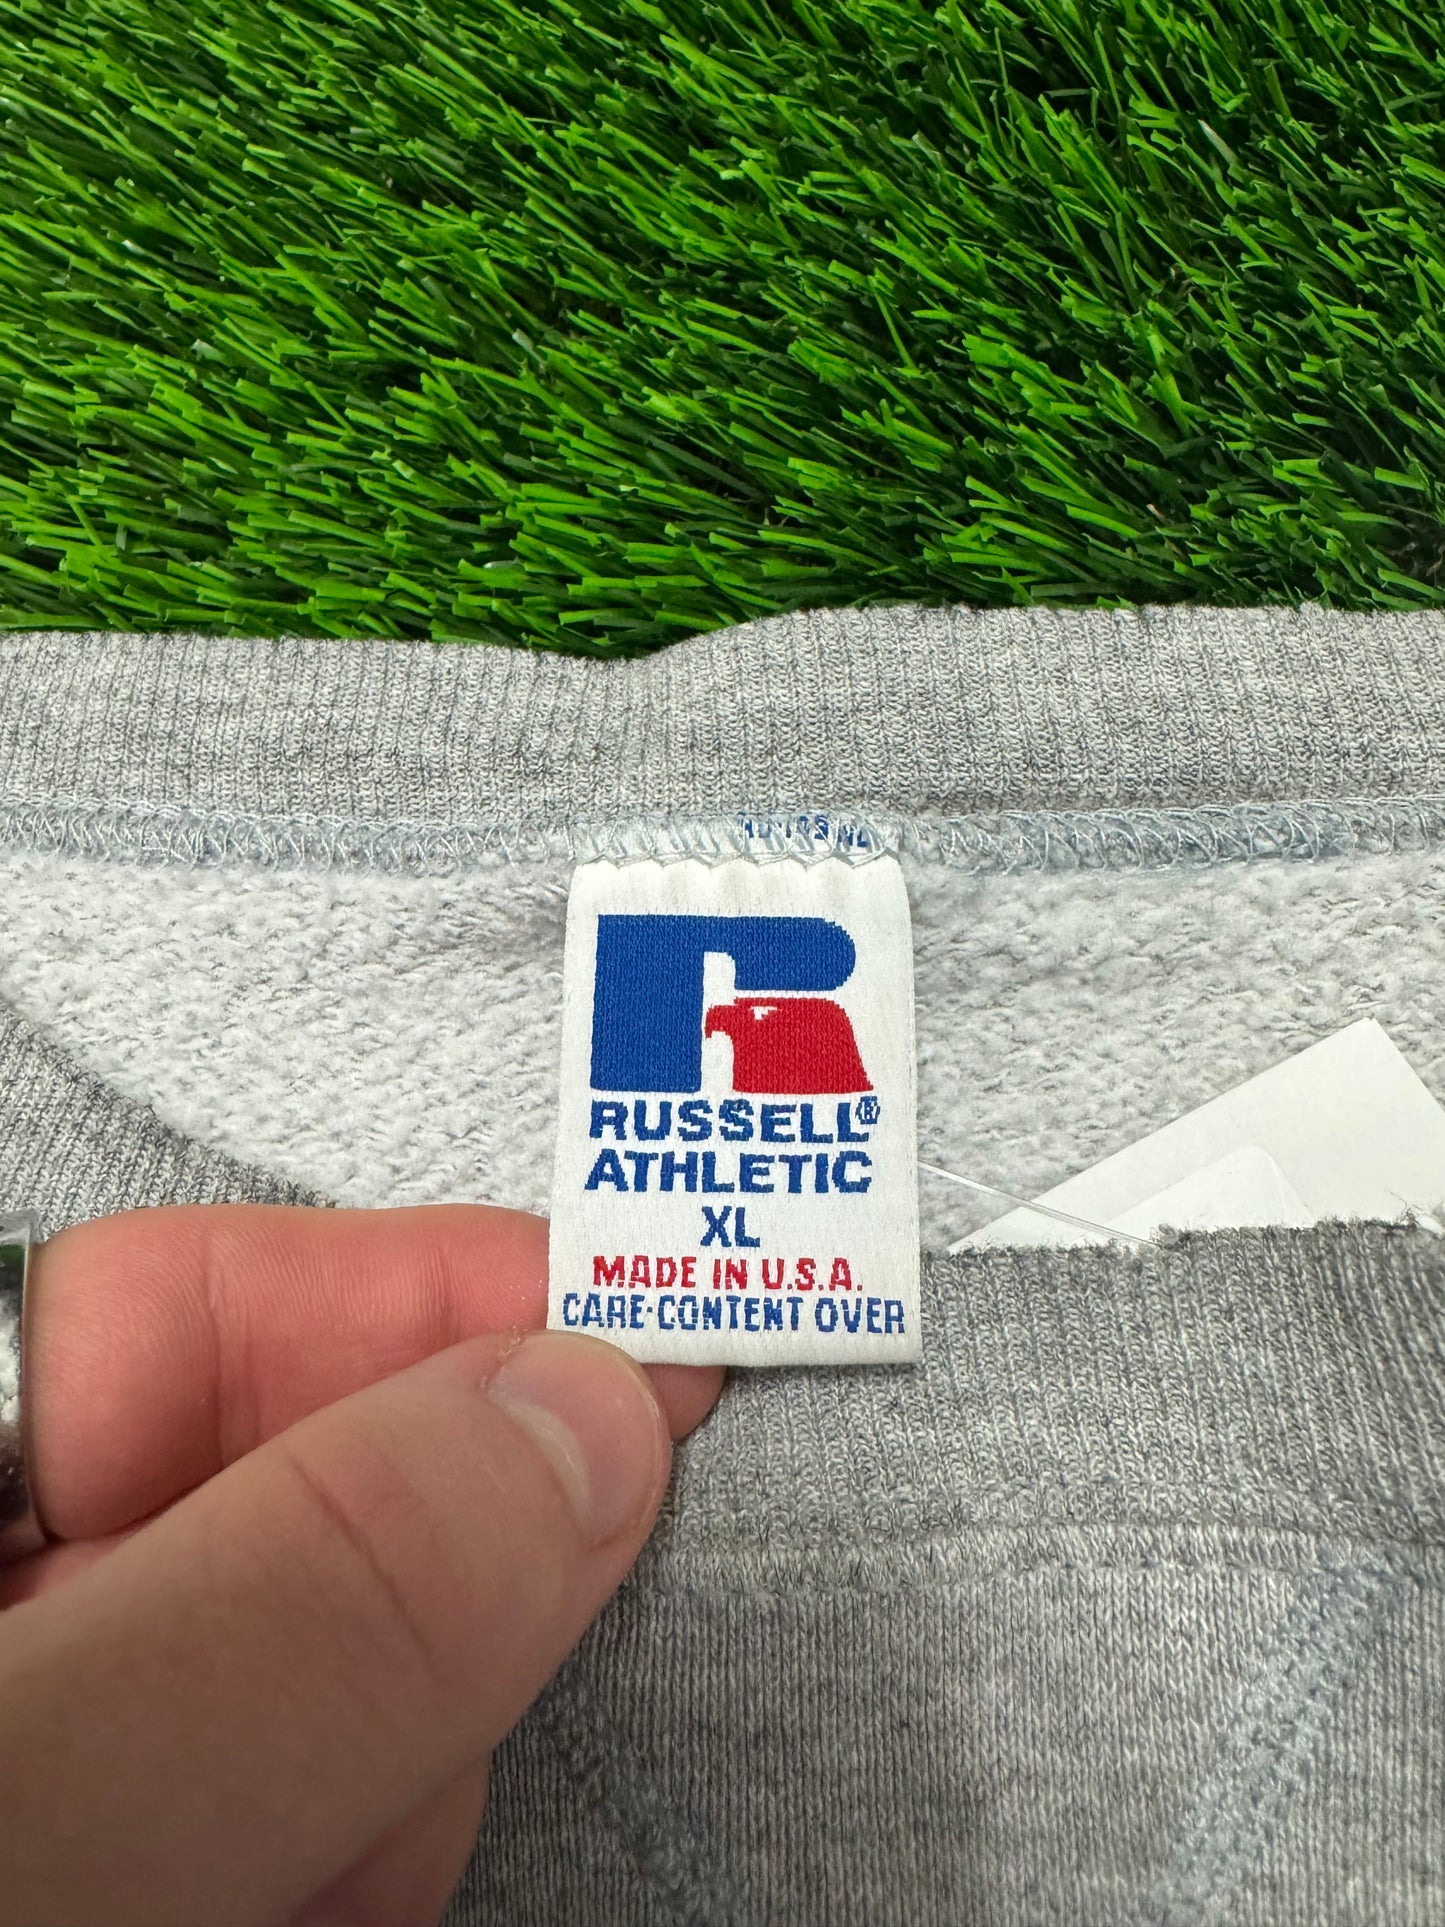 RUSSELL®
ATHLETIC
XL
MADE IN U.S.A.
CARE·CONTENT OVER